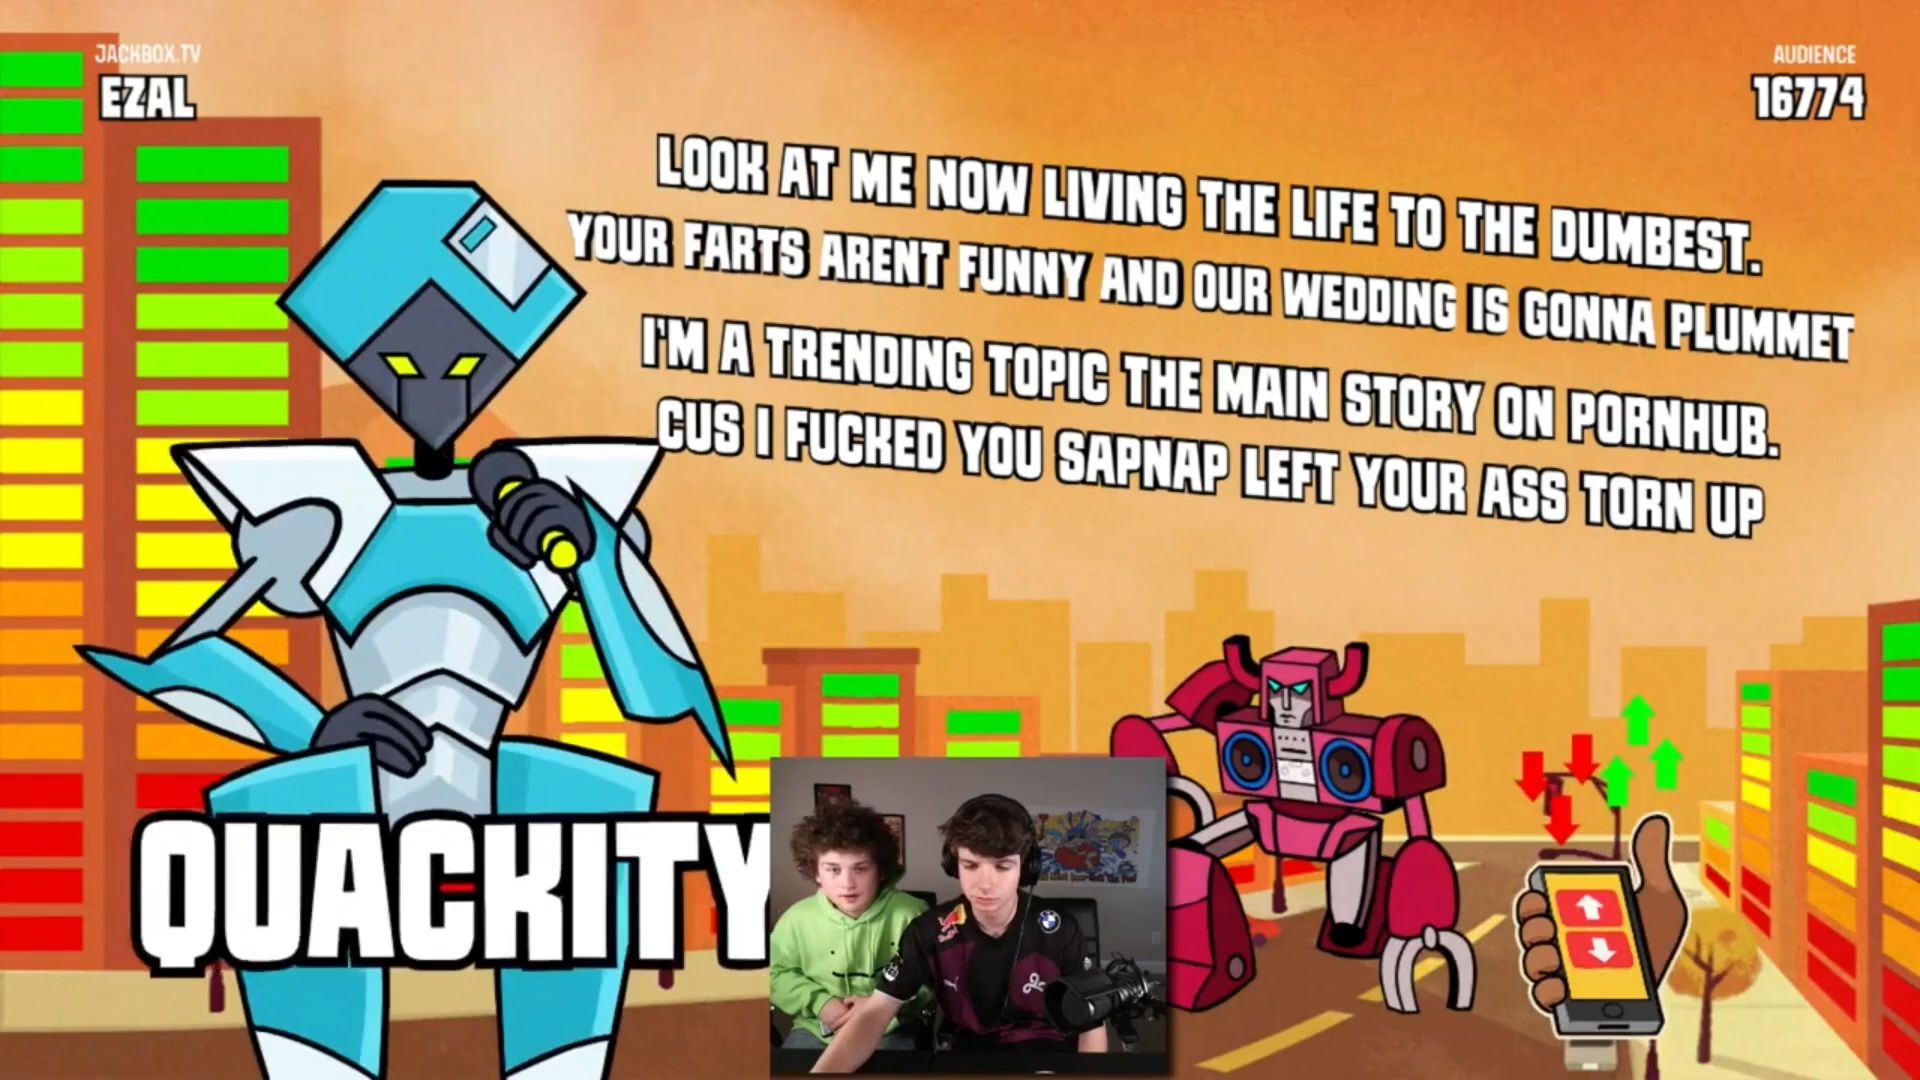 JACKBOX.TV
EZAL
AUDIENCE
16774
LOOK AT ME NOW LIVING THE LIFE TO THE DUMBEST.
YOUR FARTS ARENT FUNNY AND OUR WEDDING IS GONNA PLUMMET
I'M A TRENDING TOPIC THE MAIN STORY ON PORNHUB.
CUS I FUCKED YOU SAPNAP LEFT YOUR ASS TORN UP
QUACKITY